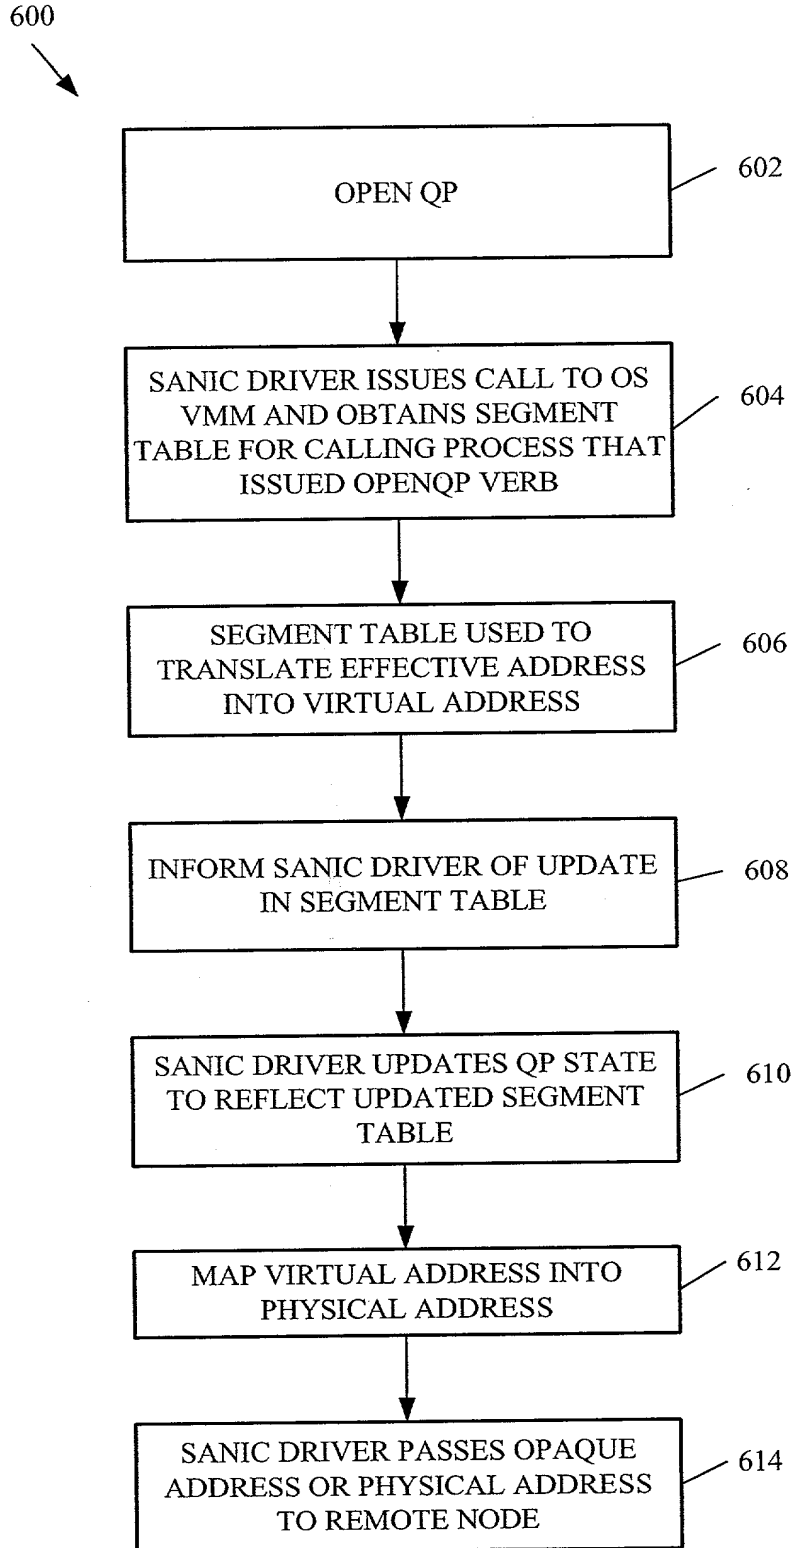 600
OPEN QP
602
SANIC DRIVER ISSUES CALL TO OS
VMM AND OBTAINS SEGMENT
TABLE FOR CALLING PROCESS THAT
ISSUED OPENQP VERB
604
SEGMENT TABLE USED TO
TRANSLATE EFFECTIVE ADDRESS
INTO VIRTUAL ADDRESS
606
INFORM SANIC DRIVER OF UPDATE
IN SEGMENT TABLE
608
SANIC DRIVER UPDATES QP STATE
TO REFLECT UPDATED SEGMENT
TABLE
610
MAP VIRTUAL ADDRESS INTO
PHYSICAL ADDRESS
612
SANIC DRIVER PASSES OPAQUE
ADDRESS OR PHYSICAL ADDRESS
TO REMOTE NODE
614